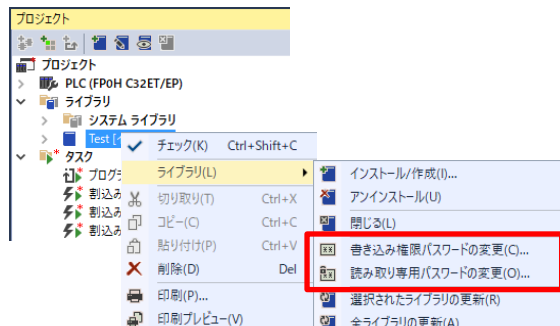 プロジェクト
プロジェクト
PLC (FP0H C32ET/EP)
ライブラリ
システム ライブラリ
Test [
タスク
プログラ
割込み
割込み
割込み
チェック(K) Ctrl+Shift+C
ライブラリ(L)
切り取り(T) Ctrl+X
コピー(C) Ctrl+C
貼り付け(P) Ctrl+V
削除(D) Del
印刷(P)...
印刷プレビュー(V)
インストール/作成(I)...
アンインストール(U)
閉じる(L)
書き込み権限パスワードの変更(C)...
読み取り専用パスワードの変更(O)...
選択されたライブラリの更新(R)
全ライブラリの更新(A)